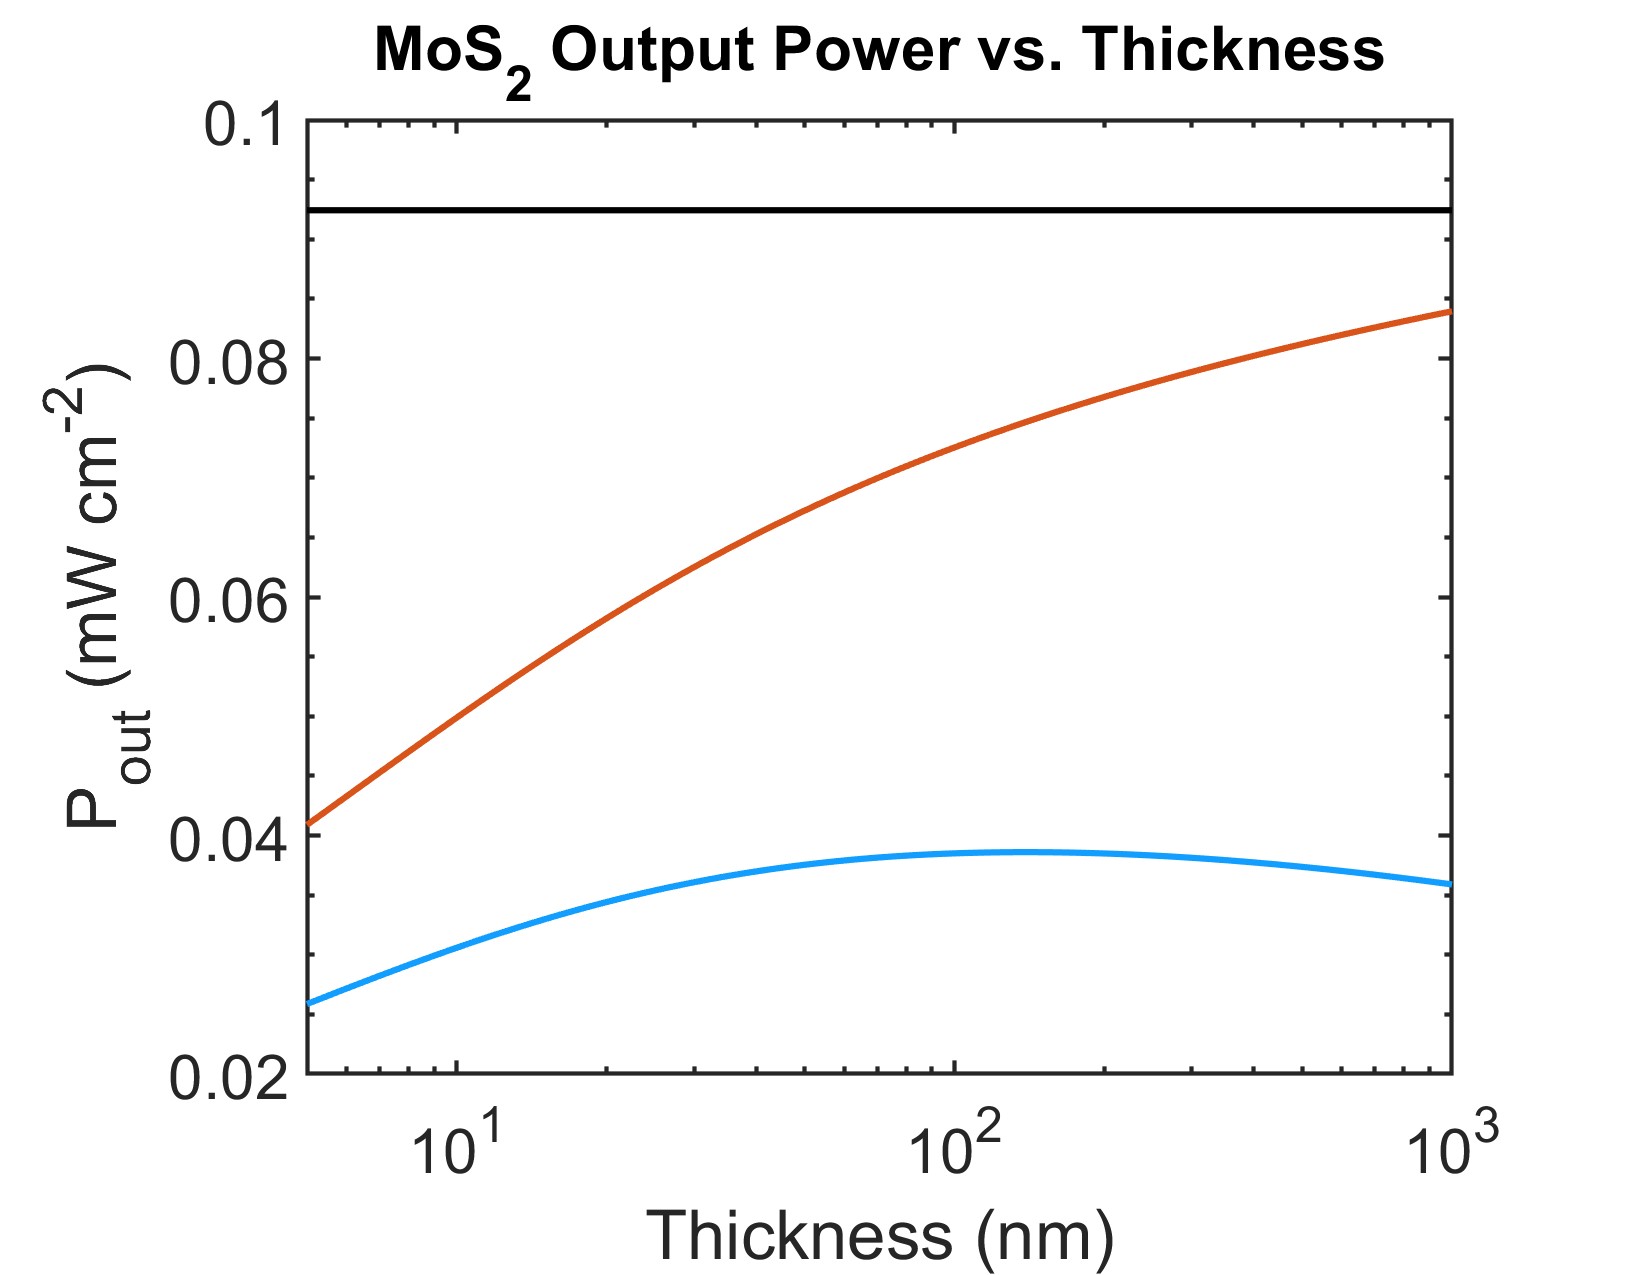 MoS2 Output Power vs. Thickness
0.1
0.08
0.06
0.04
0.02
Pout (mW cm-2)
10^1 10^2 10^3
Thickness (nm)